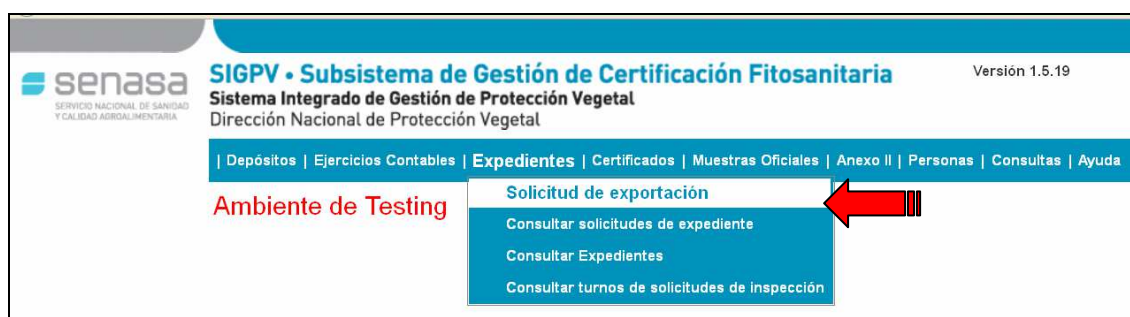 senasa
SERVICIO NACIONAL DE SANIDAD
Y CALIDAD AGROALIMENTARIA
SIGPV • Subsistema de Gestión de Certificación Fitosanitaria
Versión 1.5.19
Sistema Integrado de Gestión de Protección Vegetal
Dirección Nacional de Protección Vegetal
| Depósitos | Ejercicios Contables | Expedientes | Certificados | Muestras Oficiales | Anexo II | Personas | Consultas | Ayuda
Ambiente de Testing
Solicitud de exportación
Consultar solicitudes de expediente
Consultar Expedientes
Consultar turnos de solicitudes de inspección